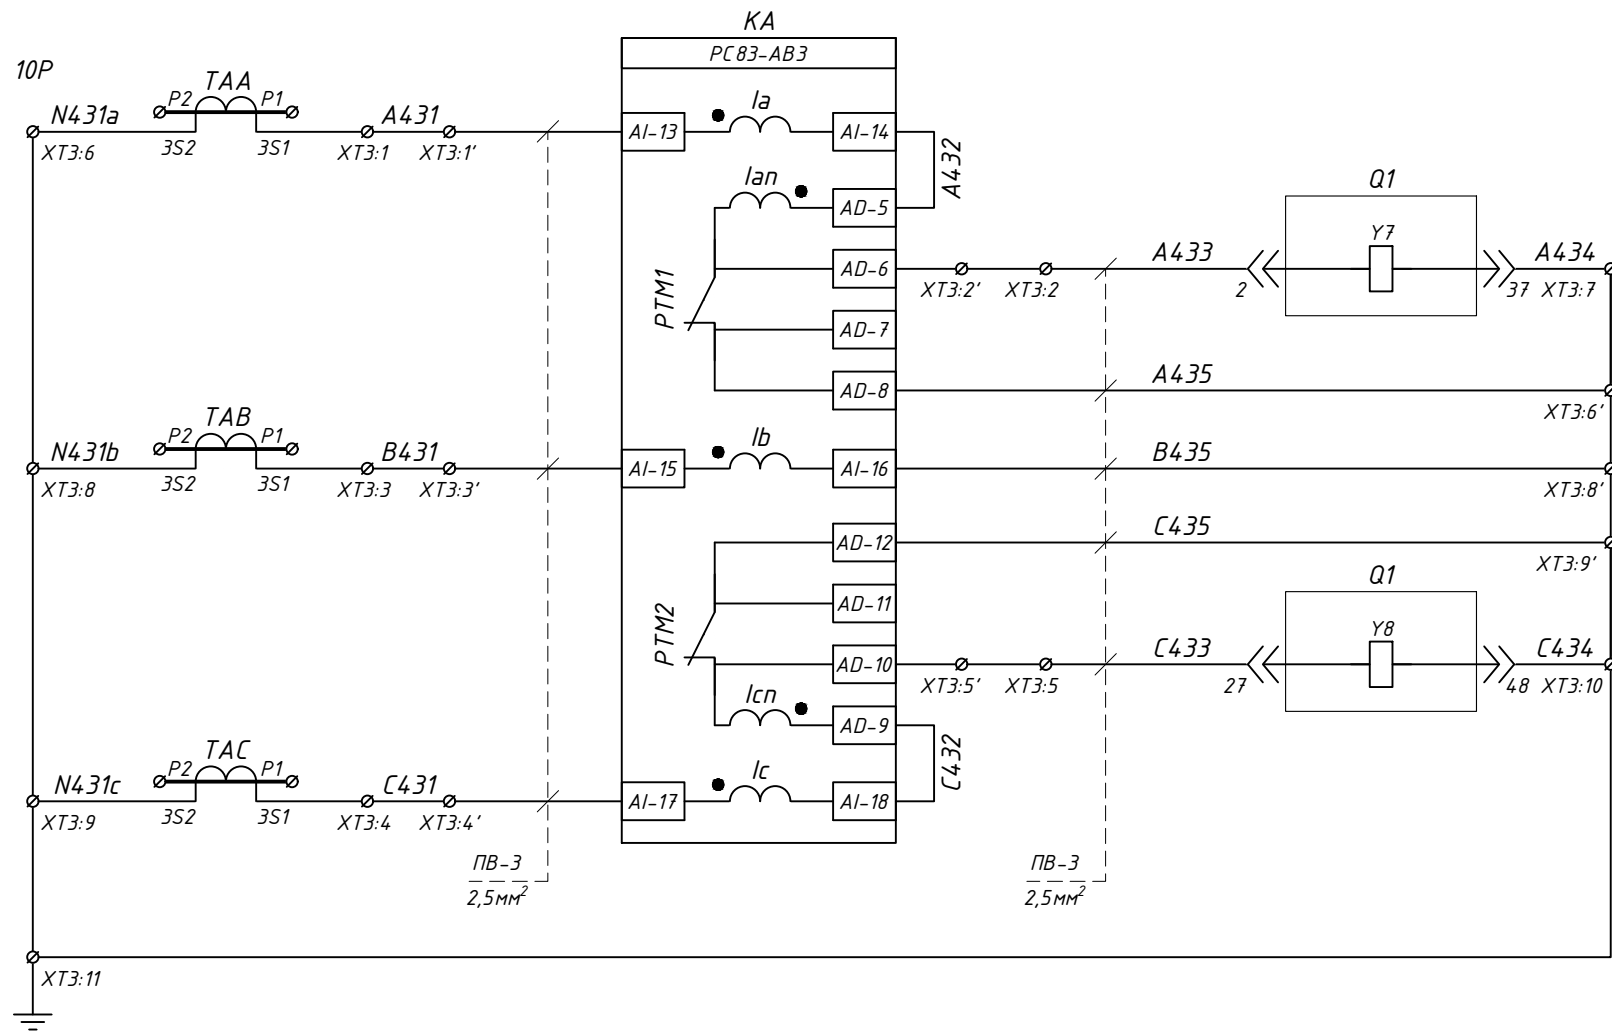 KA
PC83-AB3
10P
TAA
P2 P1
N431a
A431
XT3:6
3S2
3S1
XT3:1
XT3:1'
AI-13
Ia
AI-14
A432
Ian
AD-5
Q1
Y7
PTM1
AD-6
A433
A434
XT3:2'
XT3:2
2
37
XT3:7
AD-7
AD-8
A435
XT3:6'
TAB
P2 P1
N431b
B431
XT3:8
3S2
3S1
XT3:3
XT3:3'
AI-15
Ib
AI-16
B435
XT3:8'
AD-12
C435
XT3:9'
AD-11
Q1
Y8
PTM2
AD-10
C433
C434
XT3:5'
XT3:5
27
48
XT3:10
Icn
AD-9
C432
TAC
P2 P1
N431c
C431
XT3:9
3S2
3S1
XT3:4
XT3:4'
AI-17
Ic
AI-18
ПВ-3
2,5мм²
ПВ-3
2,5мм²
XT3:11